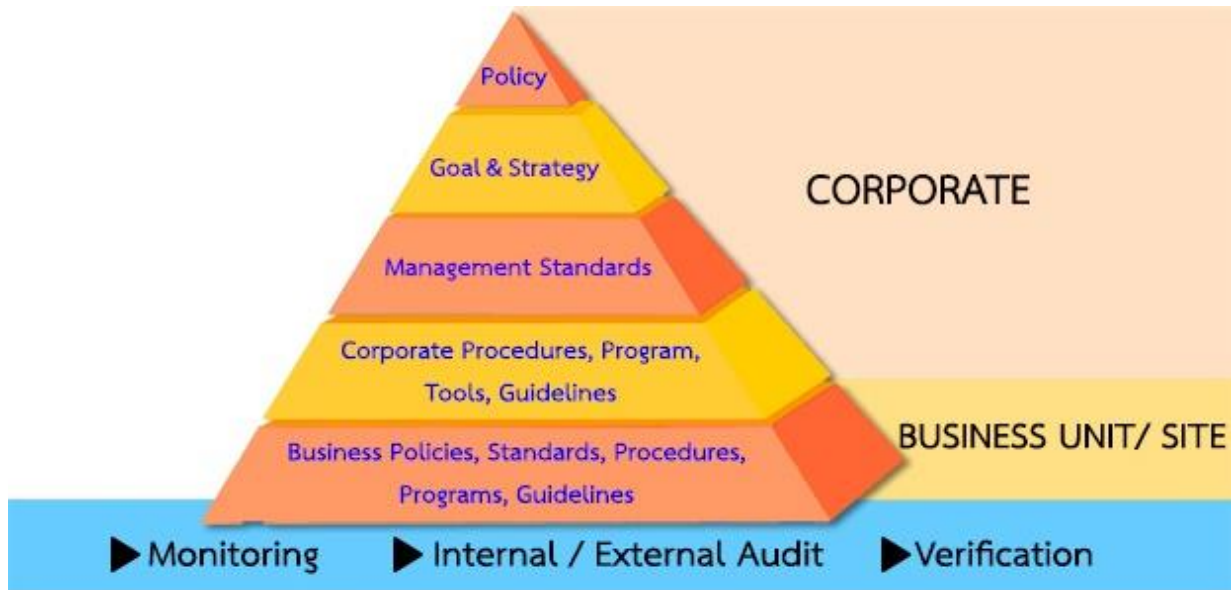 Policy
Goal & Strategy
CORPORATE
Management Standards
Corporate Procedures, Program,
Tools, Guidelines
Business Policies, Standards, Procedures,
Programs, Guidelines
BUSINESS UNIT/ SITE
▶Monitoring ▶Internal / External Audit ▶Verification